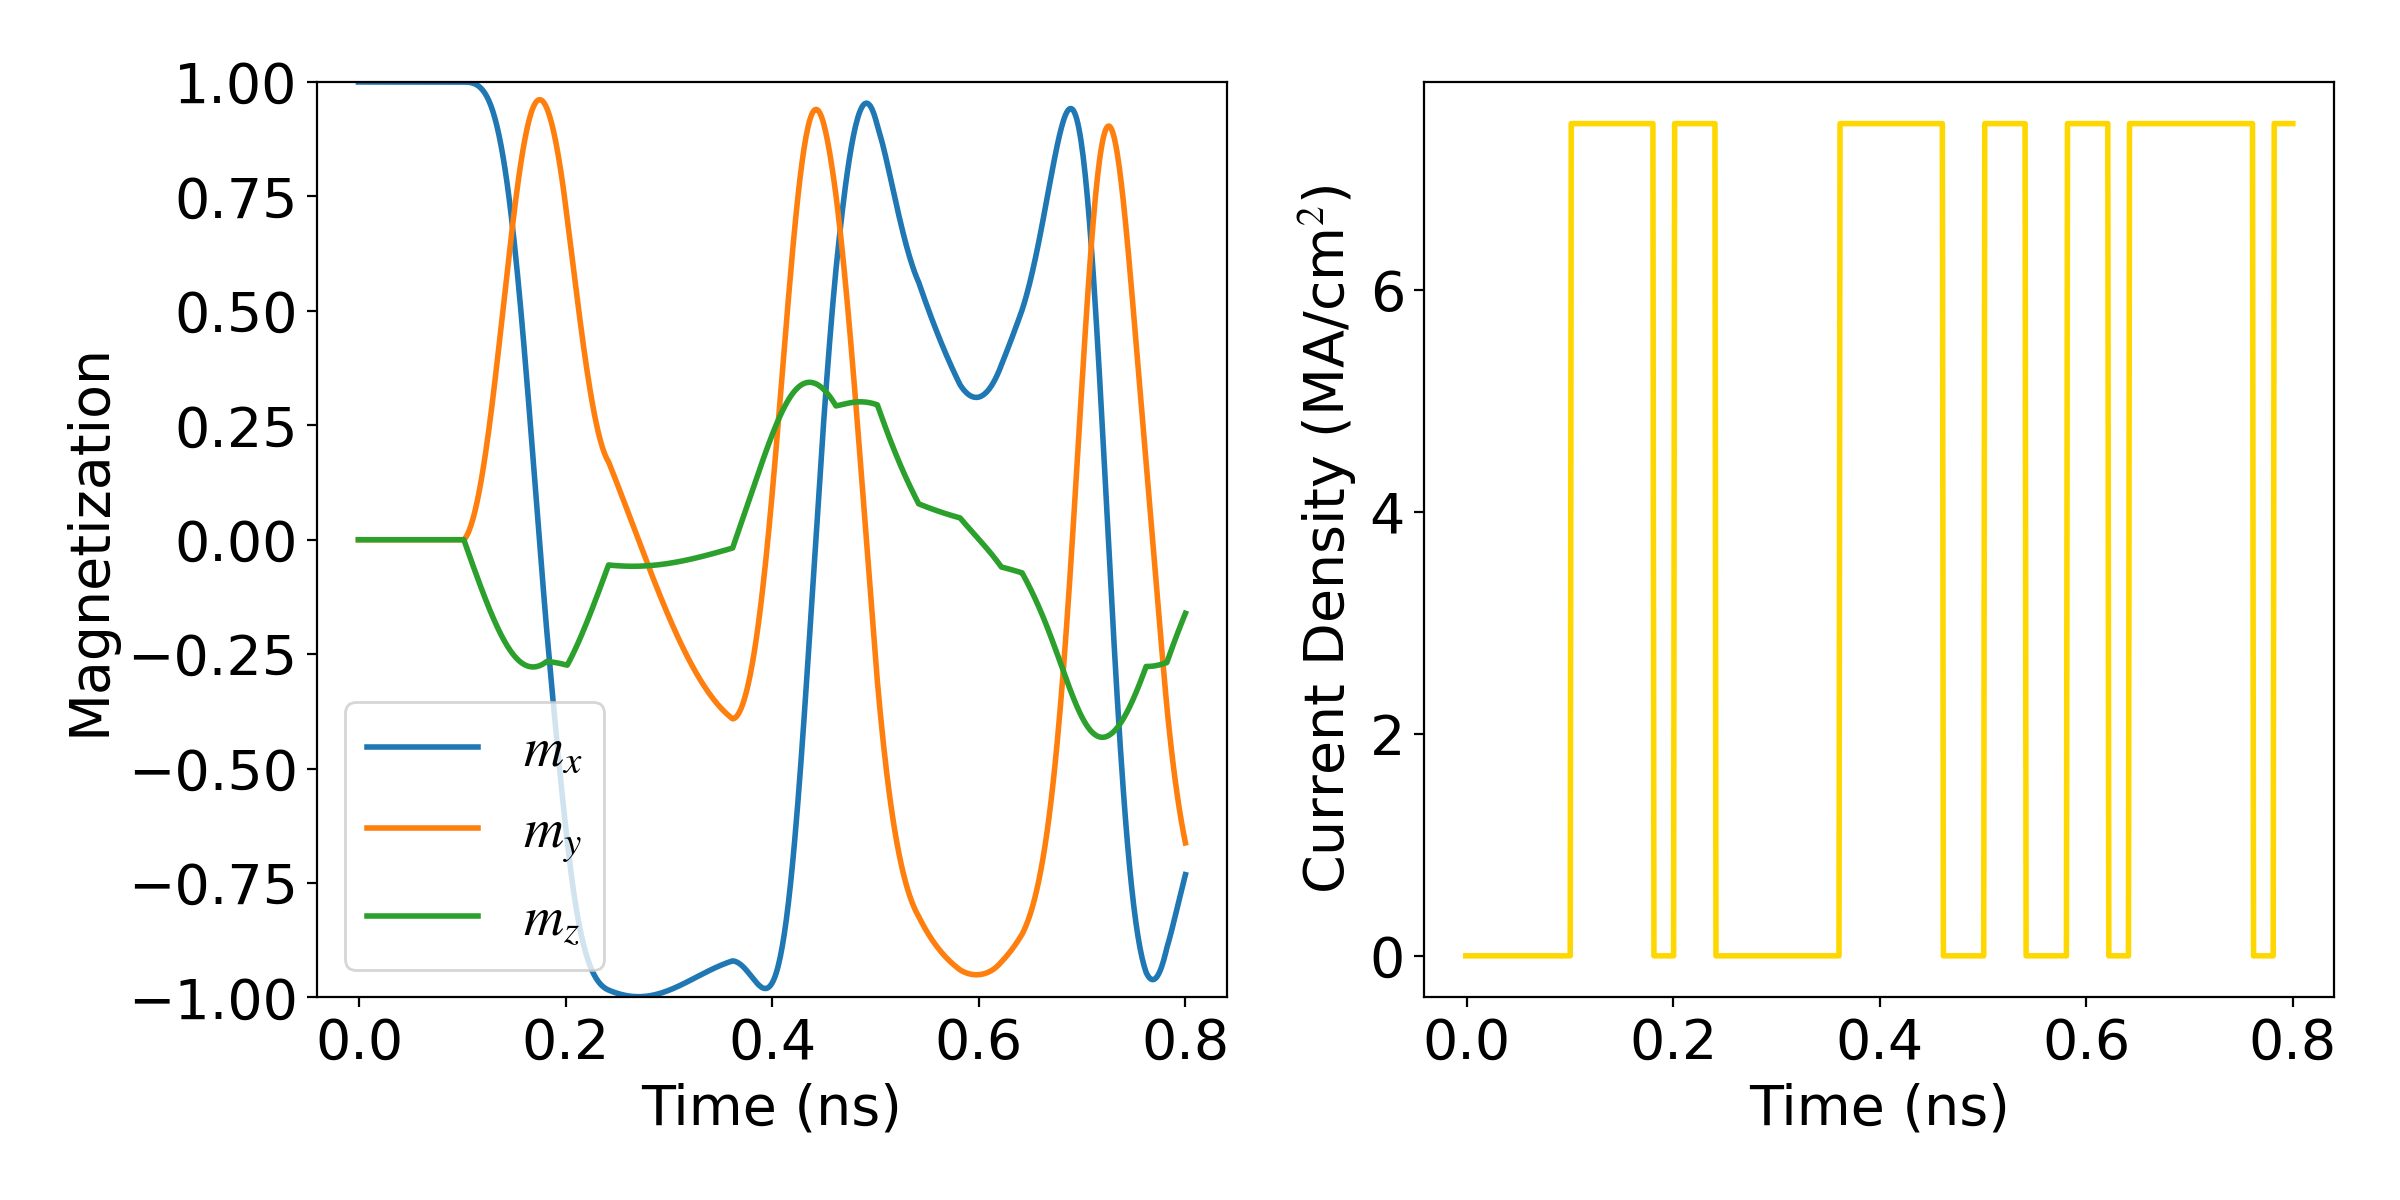 Magnetization
1.00
0.75
0.50
0.25
0.00
−0.25
−0.50
−0.75
−1.00
m_x
m_y
m_z
0.0 0.2 0.4 0.6 0.8
Time (ns)
Current Density (MA/cm²)
6
4
2
0
0.0 0.2 0.4 0.6 0.8
Time (ns)